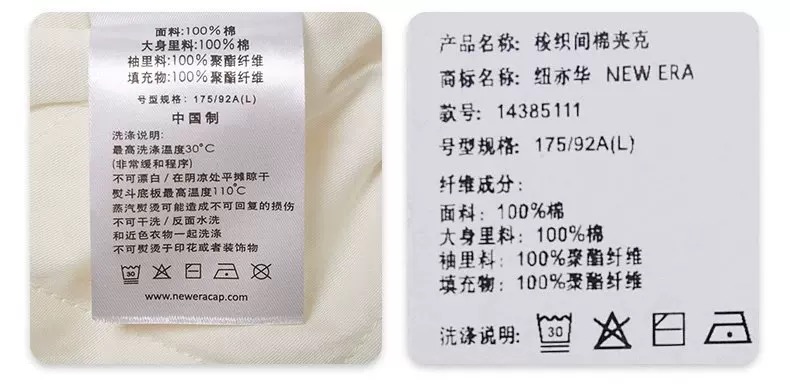 面料:100%棉
大身里料:100%棉
袖里料:100%聚酯纤维
填充物:100%聚酯纤维
号型规格:175/92A(L)
中国制
洗涤说明:
最高洗涤温度30℃
(非常缓和程序)
不可漂白/在阴凉处平摊晾干
熨斗底板最高温度110℃
蒸汽熨烫可能造成不可回复的损伤
不可干洗/反面水洗
和近色衣物一起洗涤
不可熨烫于印花或者装饰物
30
www.neweracap.com
产品名称:梭织间棉夹克
商标名称:纽亦华 NEW ERA
款号:14385111
号型规格:175/92A(L)
纤维成分:
面料:100%棉
大身里料:100%棉
袖里料:100%聚酯纤维
填充物:100%聚酯纤维
洗涤说明: 30